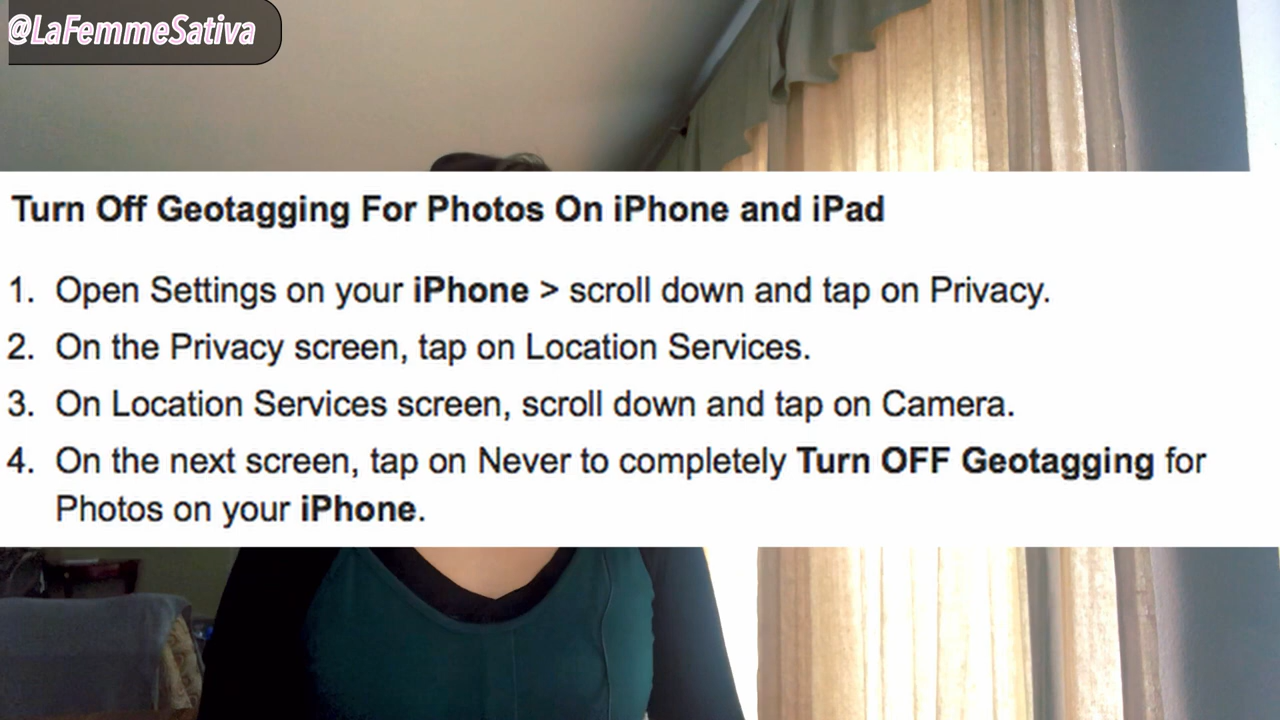 @LaFemmeSativa
Turn Off Geotagging For Photos On iPhone and iPad
1. Open Settings on your iPhone > scroll down and tap on Privacy.
2. On the Privacy screen, tap on Location Services.
3. On Location Services screen, scroll down and tap on Camera.
4. On the next screen, tap on Never to completely Turn OFF Geotagging for
Photos on your iPhone.